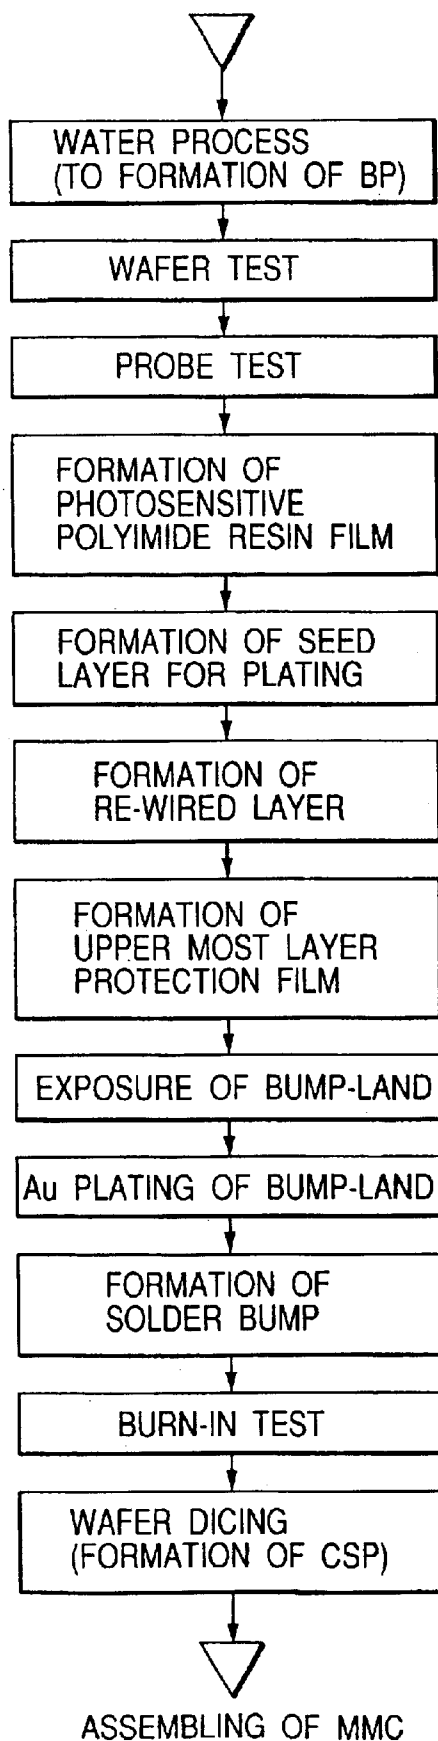 WATER PROCESS
(TO FORMATION OF BP)
WAFER TEST
PROBE TEST
FORMATION OF
PHOTOSENSITIVE
POLYIMIDE RESIN FILM
FORMATION OF SEED
LAYER FOR PLATING
FORMATION OF
RE-WIRED LAYER
FORMATION OF
UPPER MOST LAYER
PROTECTION FILM
EXPOSURE OF BUMP-LAND
Au PLATING OF BUMP-LAND
FORMATION OF
SOLDER BUMP
BURN-IN TEST
WAFER DICING
(FORMATION OF CSP)
ASSEMBLING OF MMC